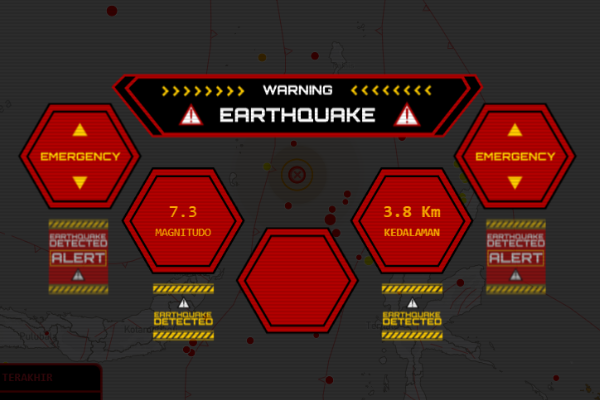 WARNING
EARTHQUAKE
EMERGENCY
EMERGENCY
7.3
MAGNITUDO
3.8 Km
KEDALAMAN
EARTHQUAKE
DETECTED
ALERT
EARTHQUAKE
DETECTED
ALERT
EARTHQUAKE
DETECTED
EARTHQUAKE
DETECTED
TERAKHIR